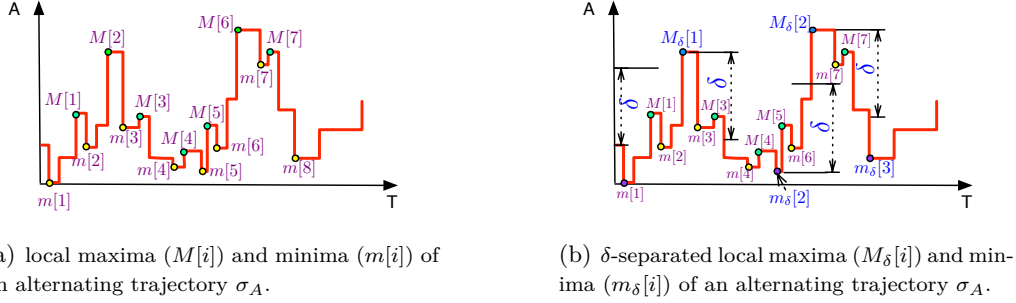 A
M[6]
M[2]
M[7]
m[7]
M[1]
M[3]
M[5]
m[3]
m[2]
M[4]
m[6]
m[4]
m[5]
m[8]
m[1]
T
A
M_δ[2]
M_δ[1]
M[7]
m[7]
δ
δ
δ
δ
M[1]
M[3]
M[5]
m[3]
m[2]
M[4]
m[6]
m[4]
m_δ[3]
m[1]
m_δ[2]
T
) local maxima (M[i]) and minima (m[i]) of
alternating trajectory σ_A.
(b) δ-separated local maxima (M_δ[i]) and min-
ima (m_δ[i]) of an alternating trajectory σ_A.